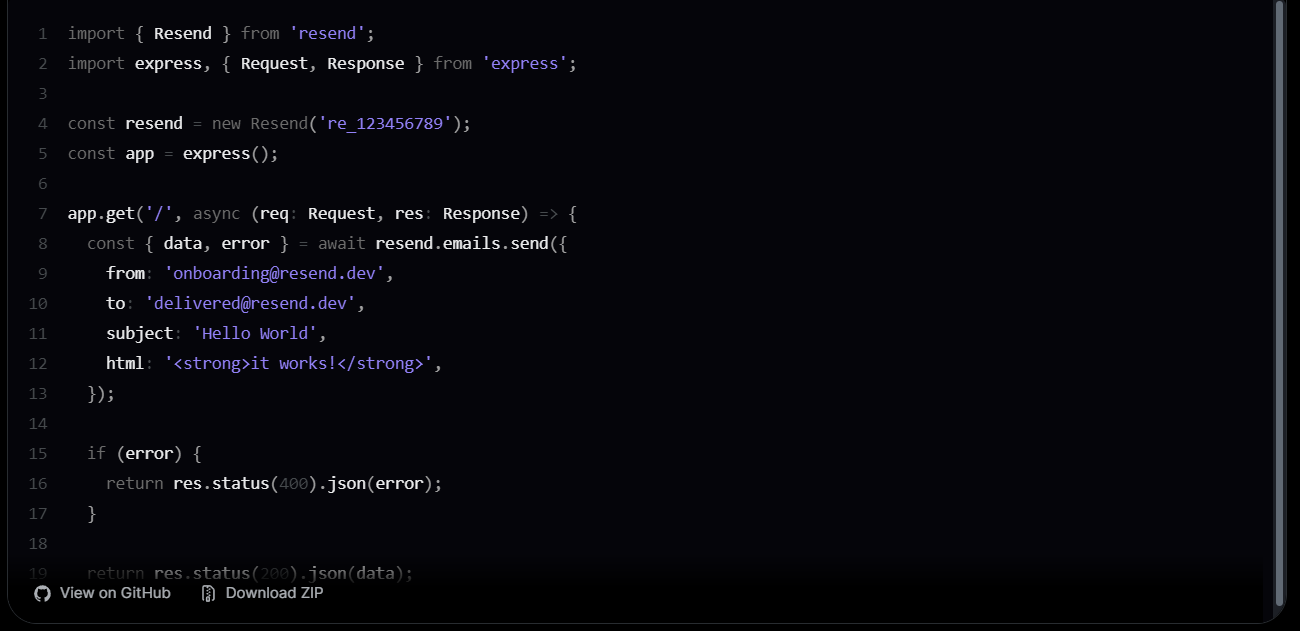 1 import { Resend } from 'resend';
2 import express, { Request, Response } from 'express';
3
4 const resend = new Resend('re_123456789');
5 const app = express();
6
7 app.get('/', async (req: Request, res: Response) => {
8   const { data, error } = await resend.emails.send({
9     from: 'onboarding@resend.dev',
10     to: 'delivered@resend.dev',
11     subject: 'Hello World',
12     html: '<strong>it works!</strong>',
13   });
14
15   if (error) {
16     return res.status(400).json(error);
17   }
18
19   return res.status(200).json(data);
View on GitHub Download ZIP